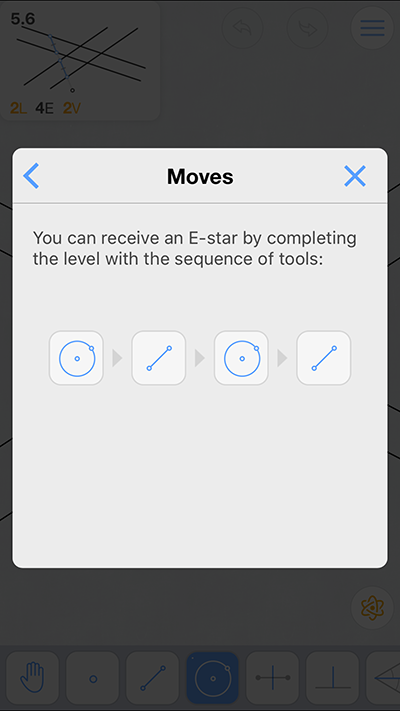 5.6
2L 4E 2V
Moves
You can receive an E-star by completing
the level with the sequence of tools: